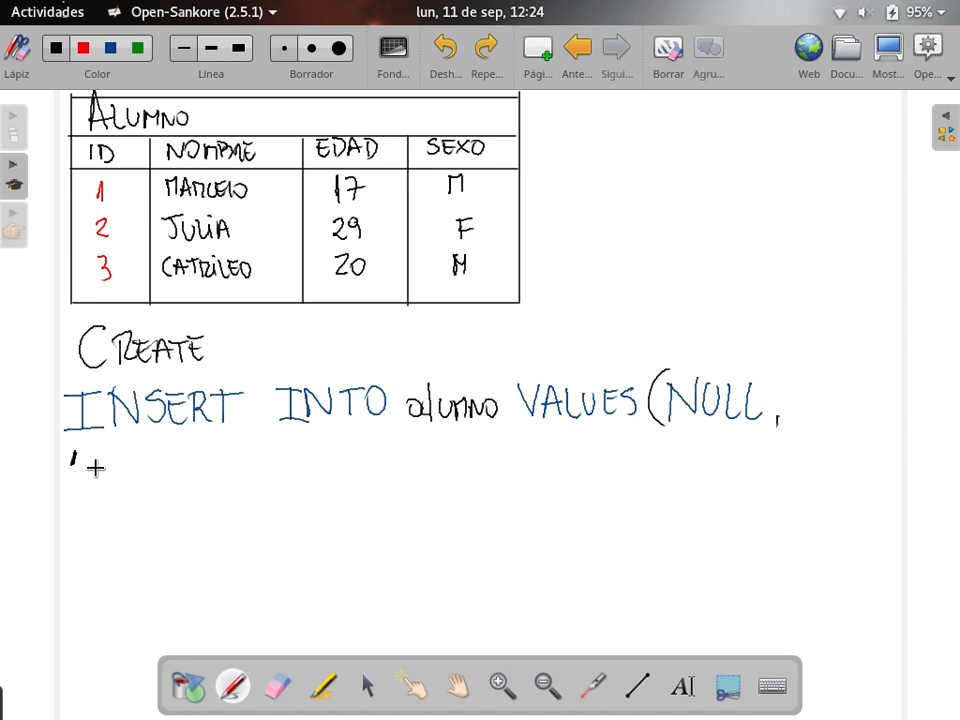 Actividades Open-Sankore (2.5.1) lun, 11 de sep, 12:24 95%
Lápiz Color Línea Borrador Fond... Desh... Repe... Pági... Ante... Sigui... Borrar Agru... Web Docu... Most... Ope...
ALUMNO
ID NOMBRE EDAD SEXO
1 MARCELO 17 M
2 JULIA 29 F
3 CATRILEO 20 M
CREATE
INSERT INTO alumno VALUES(NULL,
'
AI